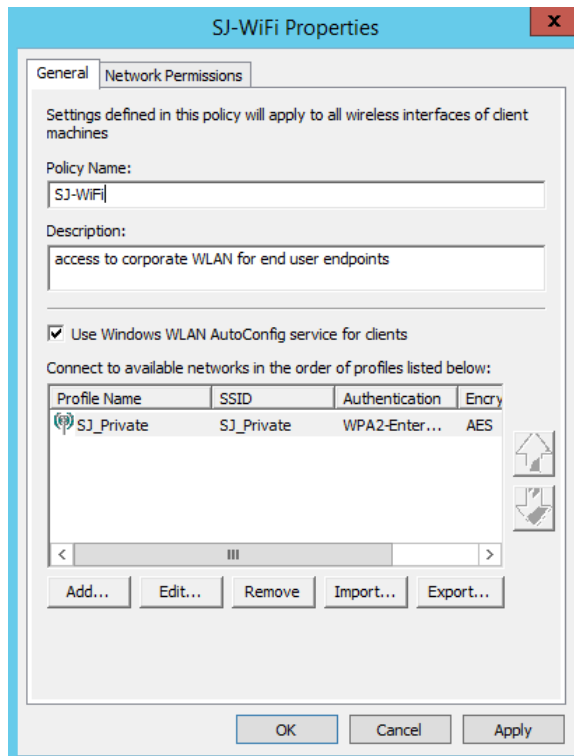 SJ-WiFi Properties
x
General
Network Permissions
Settings defined in this policy will apply to all wireless interfaces of client
machines
Policy Name:
SJ-WiFi
Description:
access to corporate WLAN for end user endpoints
Use Windows WLAN AutoConfig service for clients
Connect to available networks in the order of profiles listed below:
Profile Name SSID Authentication Encry
SJ_Private SJ_Private WPA2-Enter... AES
Add... Edit... Remove Import... Export...
OK Cancel Apply